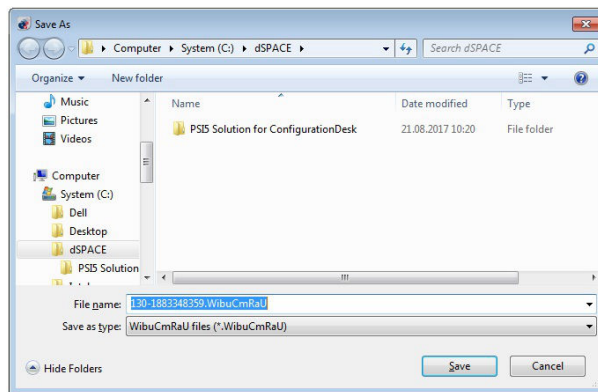 Save As
Computer System (C:) dSPACE
Search dSPACE
Organize New folder
Music
Pictures
Videos
Computer
System (C:)
Dell
Desktop
dSPACE
PSI5 Solution
Name Date modified Type
PSI5 Solution for ConfigurationDesk 21.08.2017 10:20 File folder
File name: 130-1883348359.WibuCmRaU
Save as type: WibuCmRaU files (*.WibuCmRaU)
Hide Folders
Save Cancel